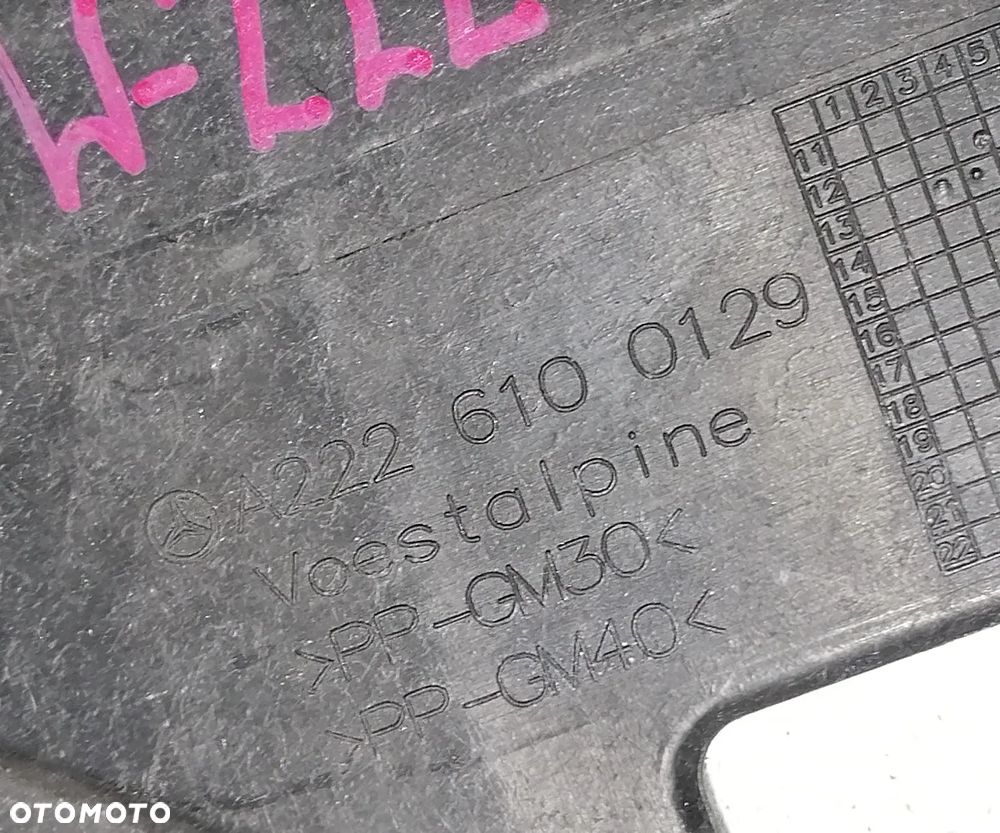 W-222
1 2 3 4 5
11
12
13
14
15
16
17
18
19
20
21
22
A222 610 0129
Voestalpine
>PP-GM30<
>PP-GM40<
OTOMOTO